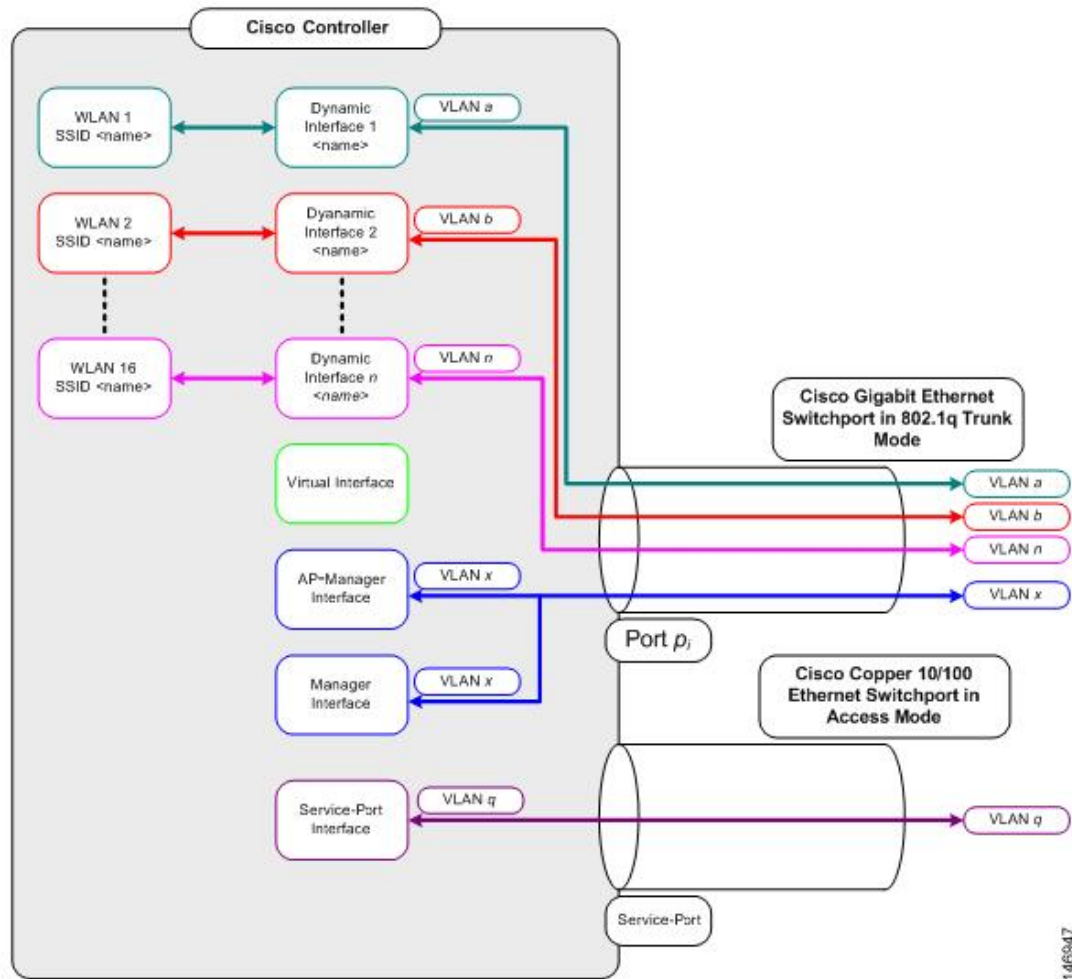 Cisco Controller
WLAN 1
SSID <name>
Dynamic
Interface 1
<name>
VLAN a
WLAN 2
SSID <name>
Dyanamic
Interface 2
<name>
VLAN b
WLAN 16
SSID <name>
Dynamic
Interface n
<name>
VLAN n
Cisco Gigabit Ethernet
Switchport in 802.1q Trunk
Mode
Virtual Interface
VLAN a
VLAN b
VLAN n
AP-Manager
Interface
VLAN x
VLAN x
Port pi
Manager
Interface
VLAN x
Cisco Copper 10/100
Ethernet Switchport in
Access Mode
Service-Port
Interface
VLAN q
VLAN q
Service-Port
146947